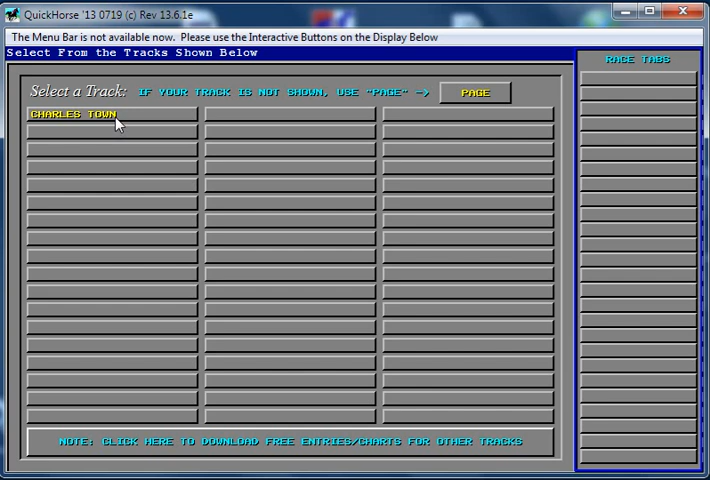 QuickHorse '13 0719 (c) Rev 13.6.1e
The Menu Bar is not available now. Please use the Interactive Buttons on the Display Below
Select From the Tracks Shown Below
RACE TABS
Select a Track: IF YOUR TRACK IS NOT SHOWN, USE "PAGE" -> PAGE
CHARLES TOWN
NOTE: CLICK HERE TO DOWNLOAD FREE ENTRIES/CHARTS FOR OTHER TRACKS